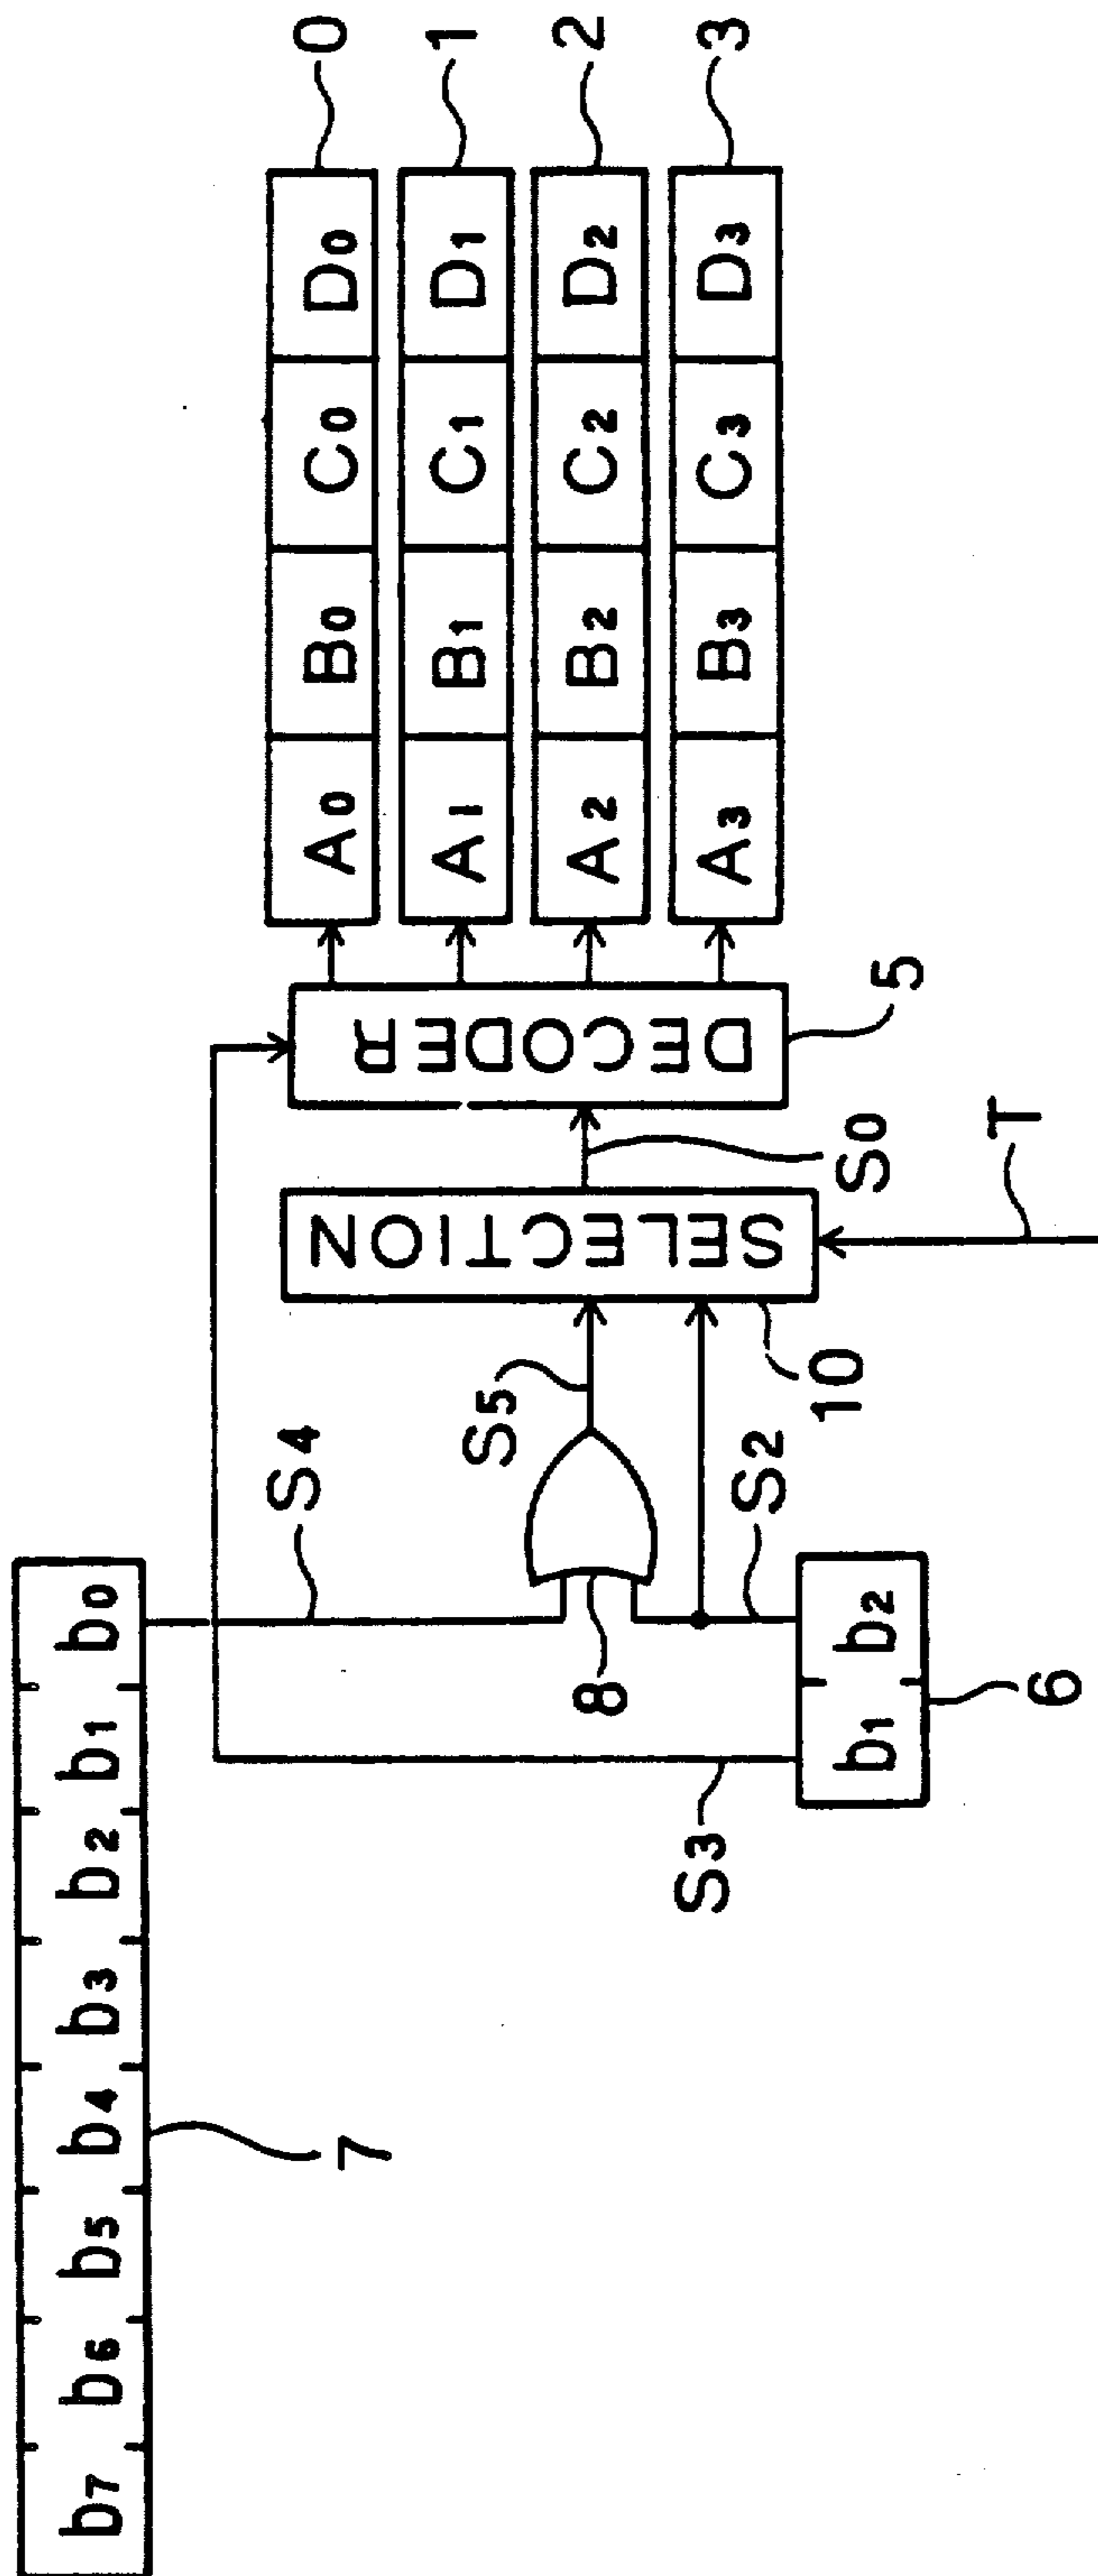 b7 b6 b5 b4 b3 b2 b1 b0
7
S4
A0 B0 C0 D0 0
S5
A1 B1 C1 D1 1
8
SELECTION
DECODER
A2 B2 C2 D2 2
S3
S2
A3 B3 C3 D3 3
10
S0
b1 b2
5
T
6